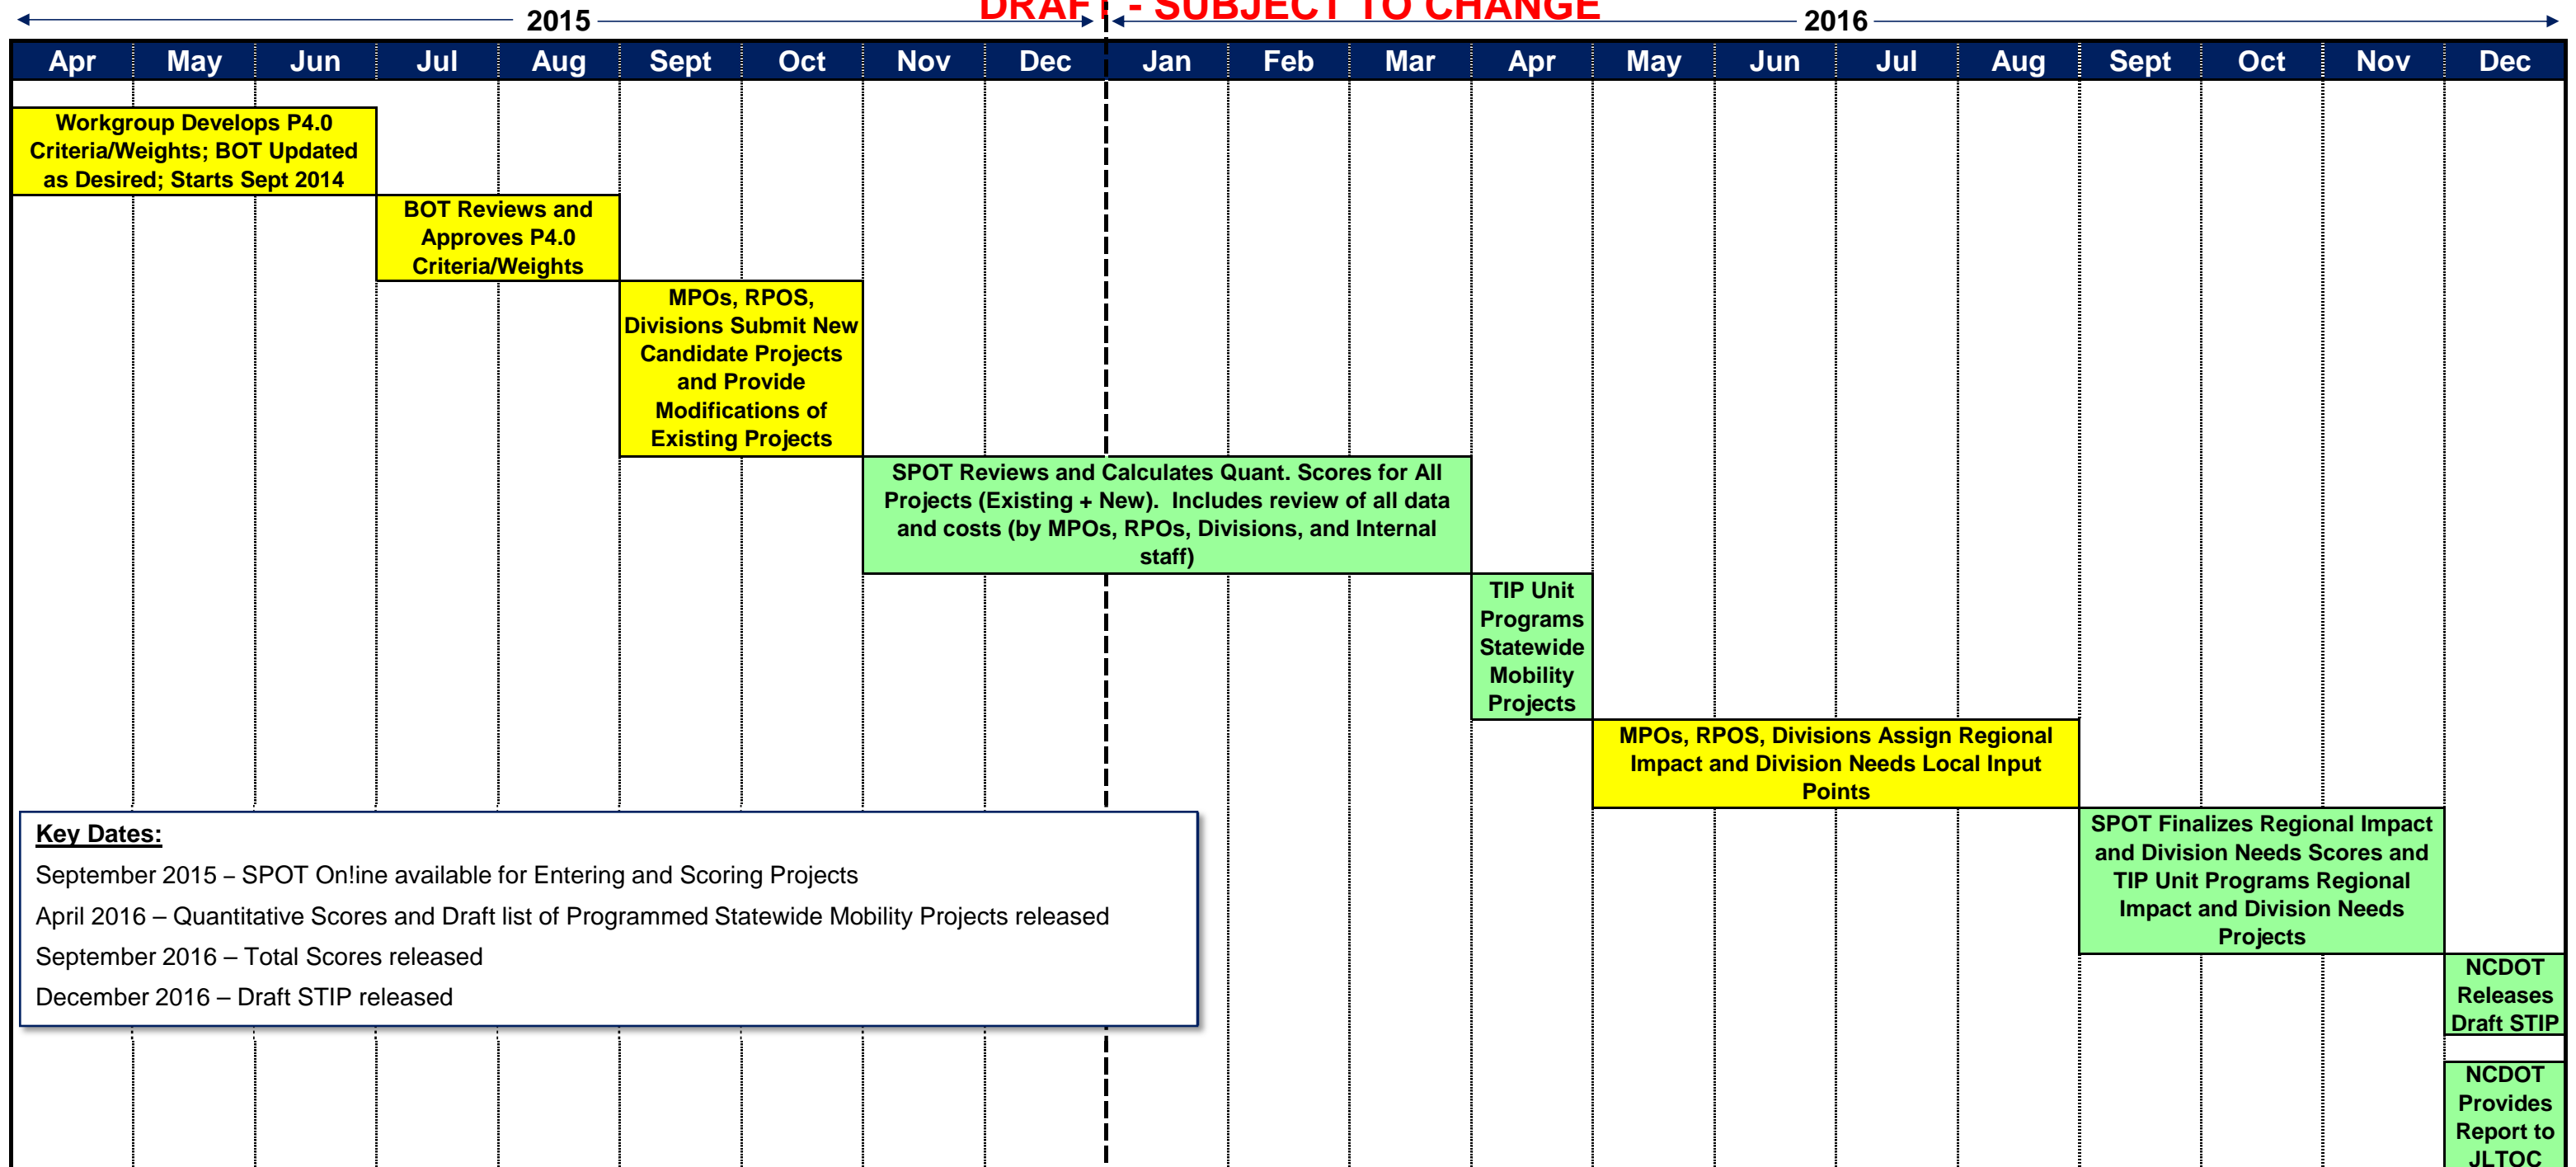 DRAFT - SUBJECT TO CHANGE
2015
2016
Apr May Jun Jul Aug Sept Oct Nov Dec Jan Feb Mar Apr May Jun Jul Aug Sept Oct Nov Dec
Workgroup Develops P4.0
Criteria/Weights; BOT Updated
as Desired; Starts Sept 2014
BOT Reviews and
Approves P4.0
Criteria/Weights
MPOs, RPOS,
Divisions Submit New
Candidate Projects
and Provide
Modifications of
Existing Projects
SPOT Reviews and Calculates Quant. Scores for All
Projects (Existing + New). Includes review of all data
and costs (by MPOs, RPOs, Divisions, and Internal
staff)
TIP Unit
Programs
Statewide
Mobility
Projects
MPOs, RPOS, Divisions Assign Regional
Impact and Division Needs Local Input
Points
SPOT Finalizes Regional Impact
and Division Needs Scores and
TIP Unit Programs Regional
Impact and Division Needs
Projects
NCDOT
Releases
Draft STIP
NCDOT
Provides
Report to
JLTOC
Key Dates:
September 2015 – SPOT On!ine available for Entering and Scoring Projects
April 2016 – Quantitative Scores and Draft list of Programmed Statewide Mobility Projects released
September 2016 – Total Scores released
December 2016 – Draft STIP released